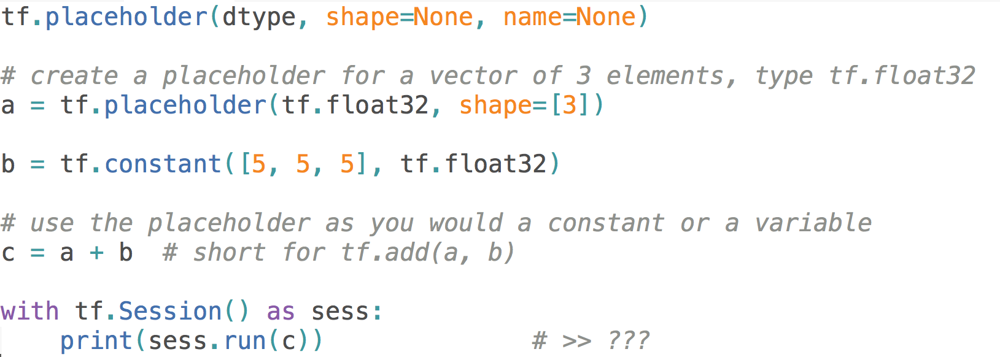 tf.placeholder(dtype, shape=None, name=None)
# create a placeholder for a vector of 3 elements, type tf.float32
a = tf.placeholder(tf.float32, shape=[3])
b = tf.constant([5, 5, 5], tf.float32)
# use the placeholder as you would a constant or a variable
c = a + b  # short for tf.add(a, b)
with tf.Session() as sess:
    print(sess.run(c))              # >> ???